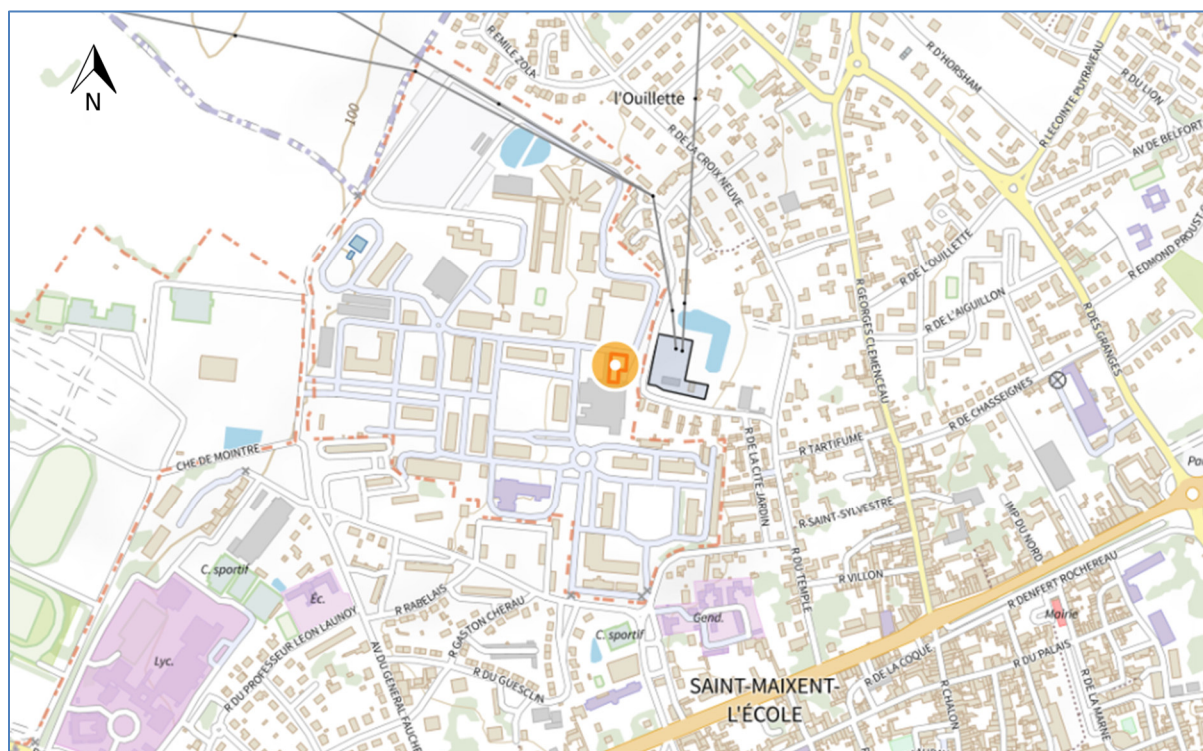 N
100
R EMILE ZOLA
l'Ouillette
R DE LA CROIX NEUVE
R D'HORSHAM
R LECOINTE PUYRAVEAU
R DU LION
AV DE BELFORT
R EDMOND PROUST
R DE L'OUILLETTE
R DE L'AIGUILLON
R GEORGES CLEMENCEAU
R DES GRANGES
R DE CHASSEIGNES
R TARTIFUME
R DE LA CITE JARDIN
CHE DE MOINTRE
R SAINT-SYLVESTRE
IMP DU NORD
R VILLON
R DU TEMPLE
R DENFERT ROCHEREAU
C. sportif
Éc.
Lyc.
R DU PROFESSEUR LEON LAUNOY
R RABELAIS
R GASTON CHERAU
R DU GUESCLIN
AV DU GENERAL FAUCHE
C. sportif
Gend.
Mairie
R DE LA COQUE
R DU PALAIS
R CHALON
R DE LA MARNE
SAINT-MAIXENT-
L'ÉCOLE